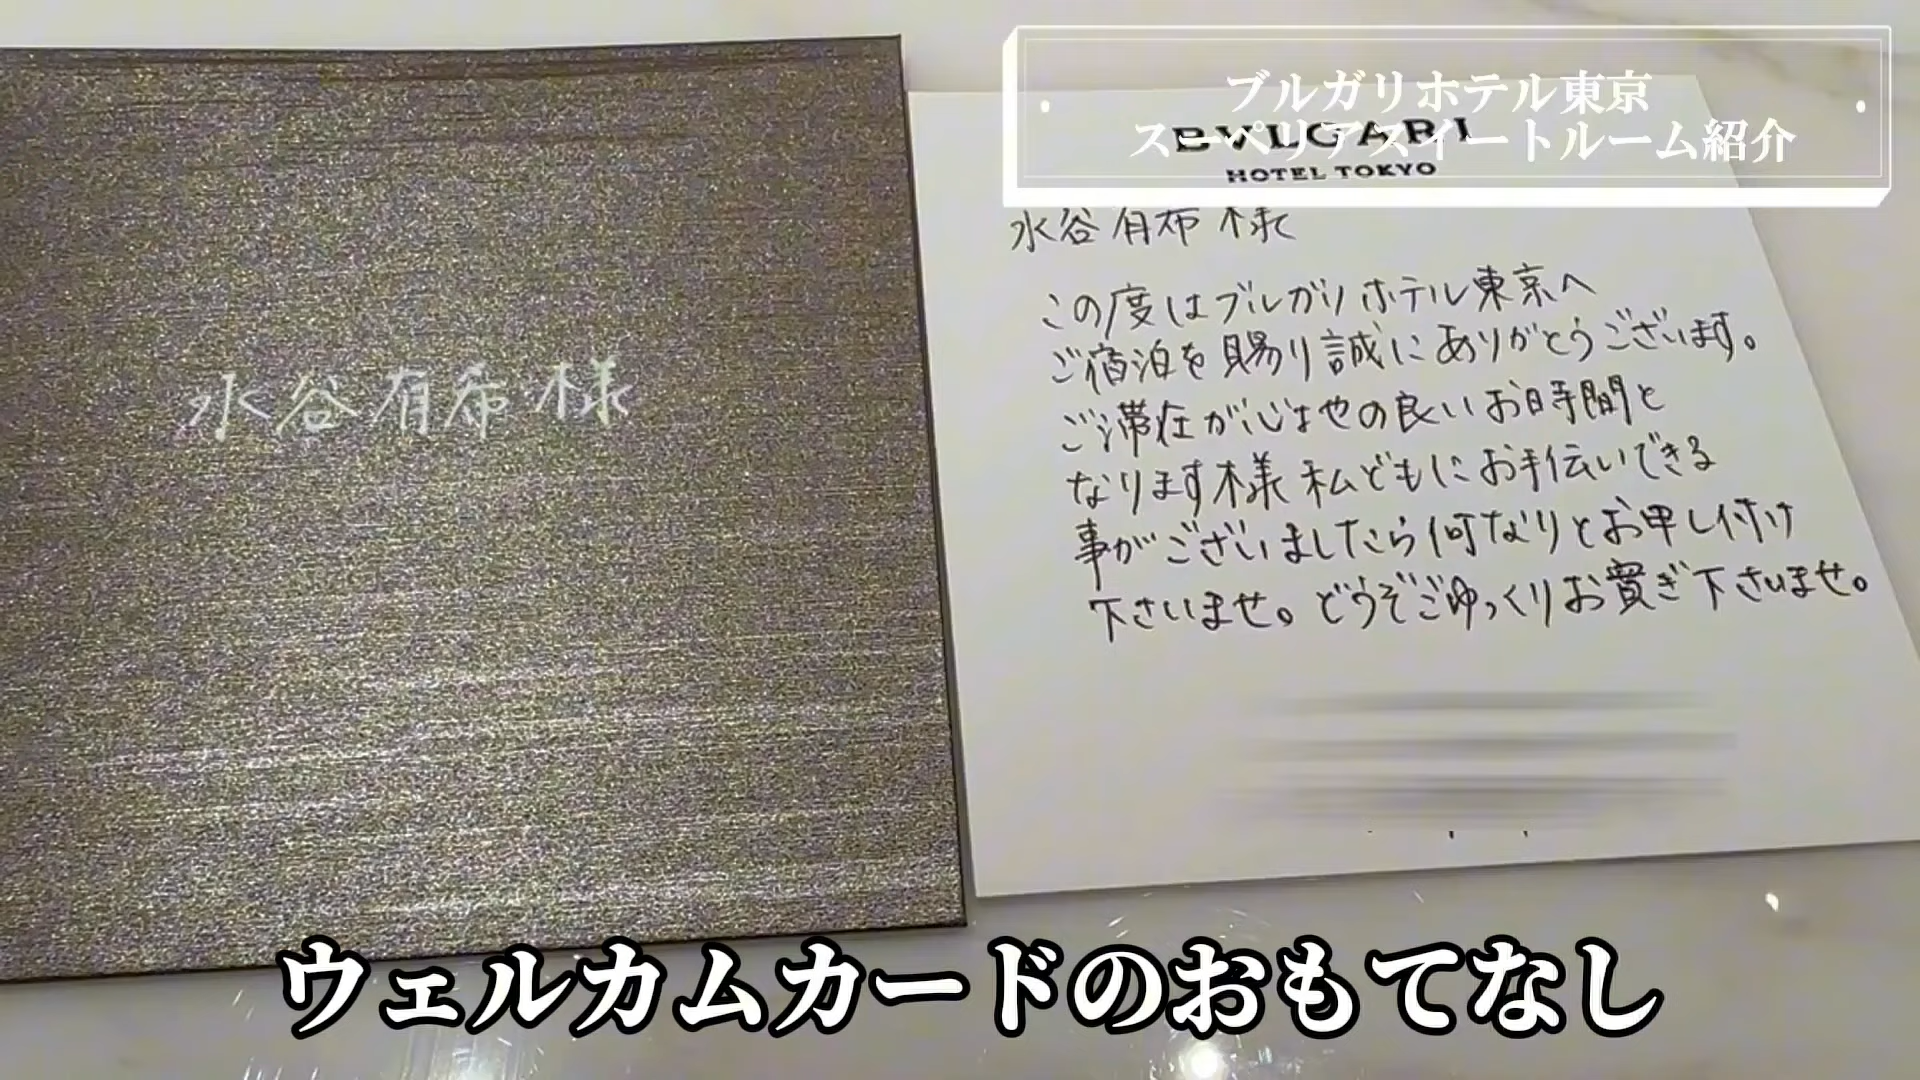 ブルガリホテル東京
スーペリアスイートルーム紹介
BVLGARI
HOTEL TOKYO
水谷有希様
水谷有希様
この度はブルガリホテル東京へ
ご宿泊を賜り誠にありがとうございます。
ご滞在が心地の良いお時間と
なります様私どもにお手伝いできる
事がございましたら何なりとお申し付け
下さいませ。どうぞごゆっくりお寛ぎ下さいませ。
ウェルカムカードのおもてなし